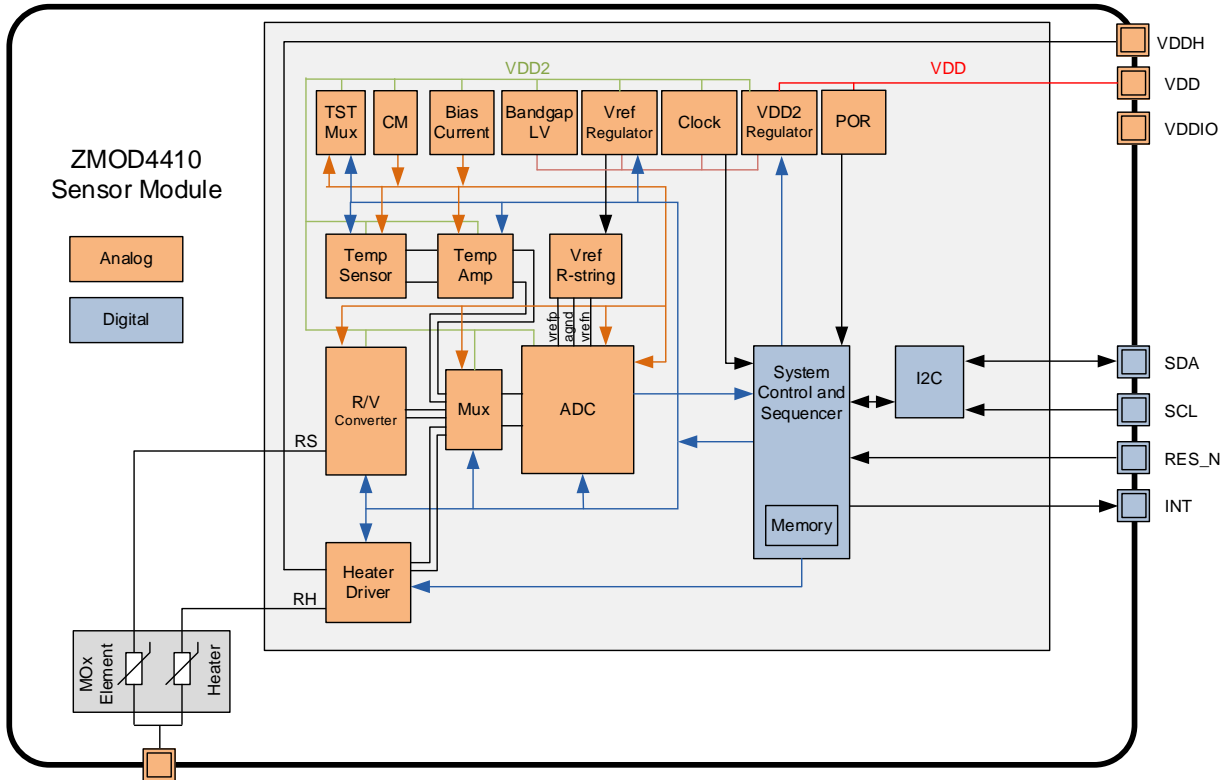 VDDH
VDD2
VDD
VDD
TST
Mux
CM
Bias
Current
Bandgap
LV
Vref
Regulator
Clock
VDD2
Regulator
POR
VDDIO
ZMOD4410
Sensor Module
Analog
Digital
Temp
Sensor
Temp
Amp
Vref
R-string
vrefp
agnd
vrefn
R/V
Converter
Mux
ADC
System
Control and
Sequencer
Memory
I2C
SDA
SCL
RES_N
INT
RS
Heater
Driver
RH
MOx
Element
Heater